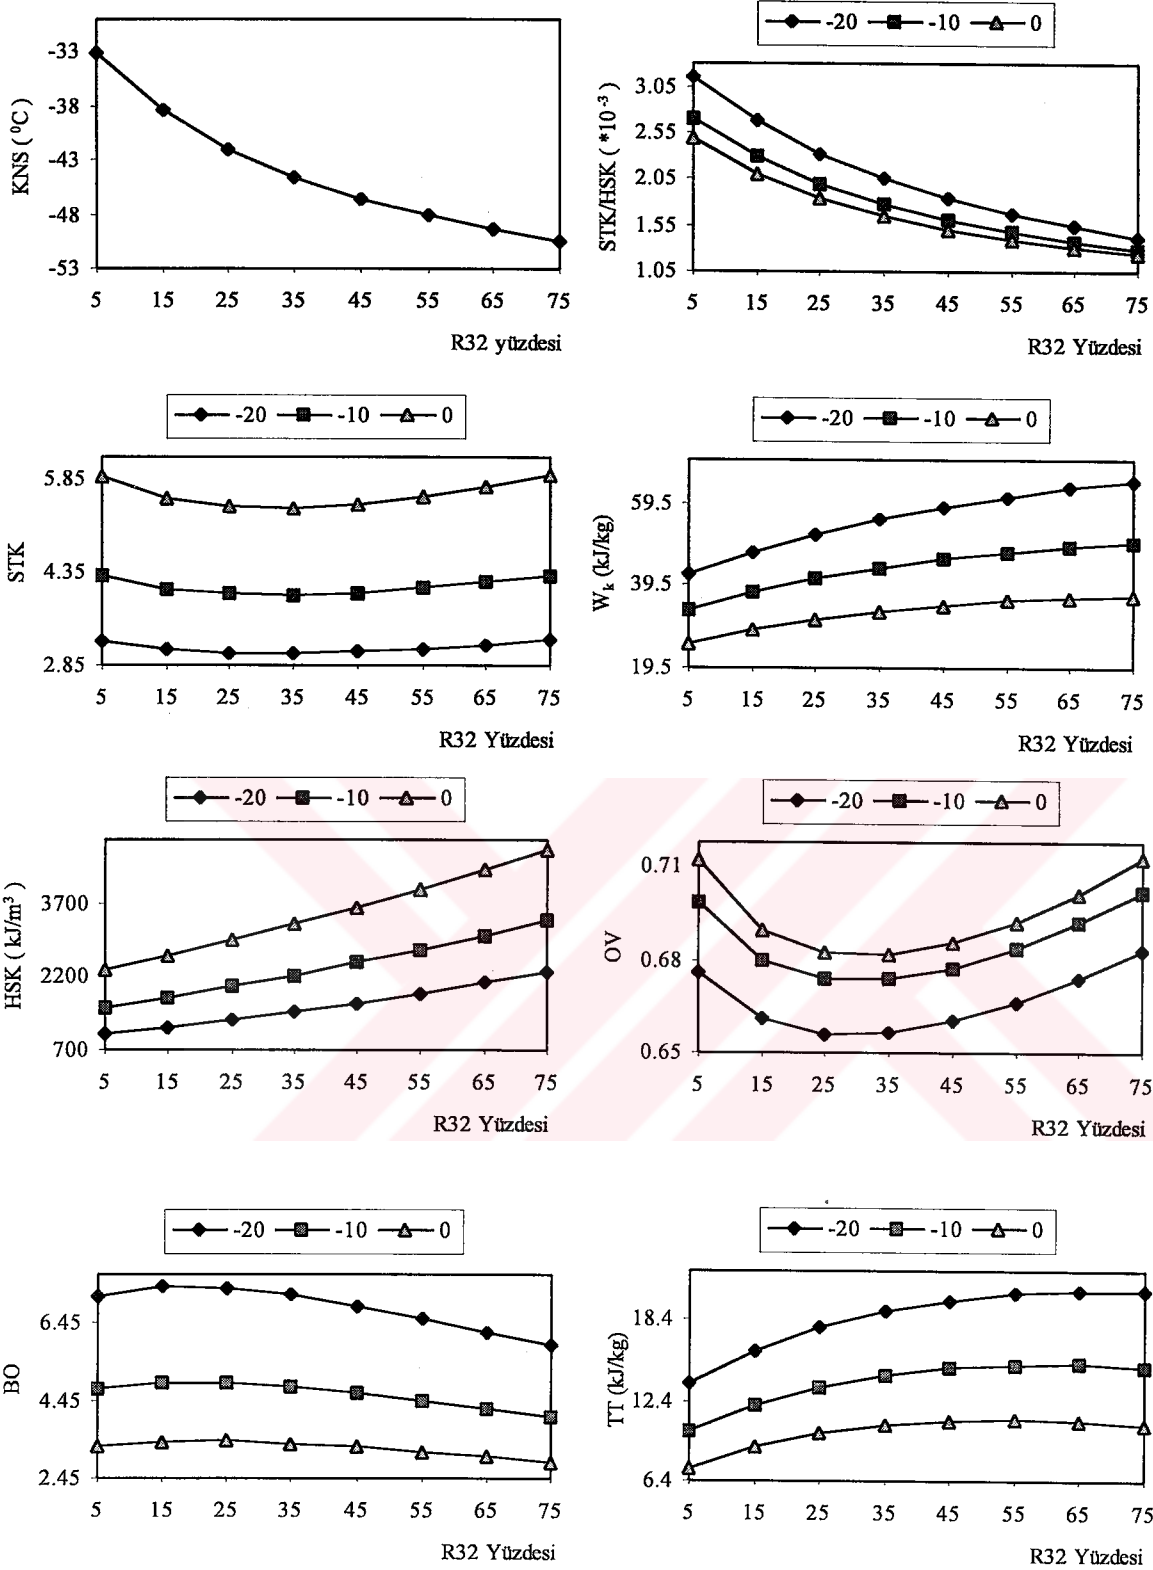 -33
-38
-43
-48
-53
KNS ( ⁰C)
5 15 25 35 45 55 65 75
R32 yüzdesi
-20 -10 0
3.05
2.55
2.05
1.55
1.05
STK/HSK ( *10⁻³ )
5 15 25 35 45 55 65 75
R32 Yüzdesi
-20 -10 0
5.85
4.35
2.85
STK
5 15 25 35 45 55 65 75
R32 Yüzdesi
-20 -10 0
59.5
39.5
19.5
Wₖ (kJ/kg)
5 15 25 35 45 55 65 75
R32 Yüzdesi
-20 -10 0
3700
2200
700
HSK ( kJ/m³ )
5 15 25 35 45 55 65 75
R32 Yüzdesi
-20 -10 0
0.71
0.68
0.65
OV
5 15 25 35 45 55 65 75
R32 Yüzdesi
-20 -10 0
6.45
4.45
2.45
BO
5 15 25 35 45 55 65 75
R32 Yüzdesi
-20 -10 0
18.4
12.4
6.4
TT (kJ/kg)
5 15 25 35 45 55 65 75
R32 Yüzdesi